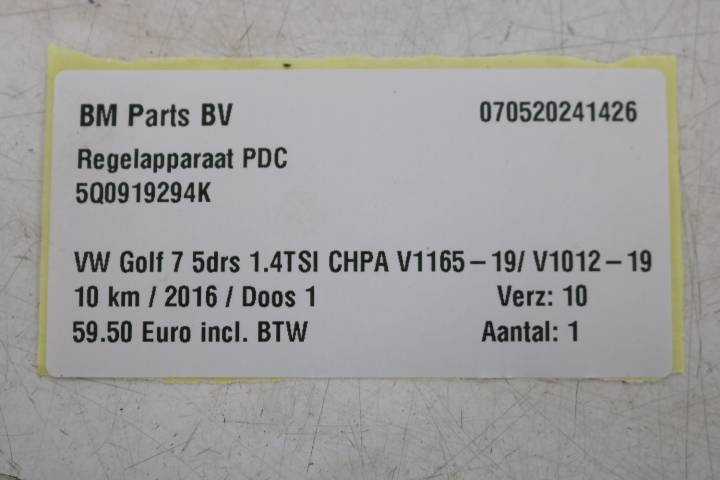 BM Parts BV 070520241426
Regelapparaat PDC
5Q0919294K
VW Golf 7 5drs 1.4TSI CHPA V1165-19/ V1012-19
10 km / 2016 / Doos 1 Verz: 10
59.50 Euro incl. BTW Aantal: 1